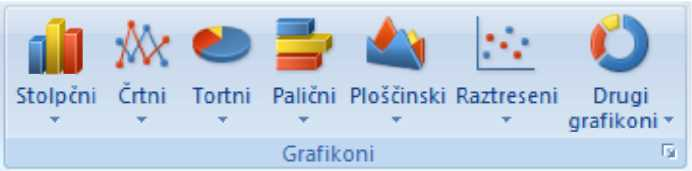 Stolpčni Črtni Tortni Palični Ploščinski Raztreseni Drugi
grafikoni
Grafikoni